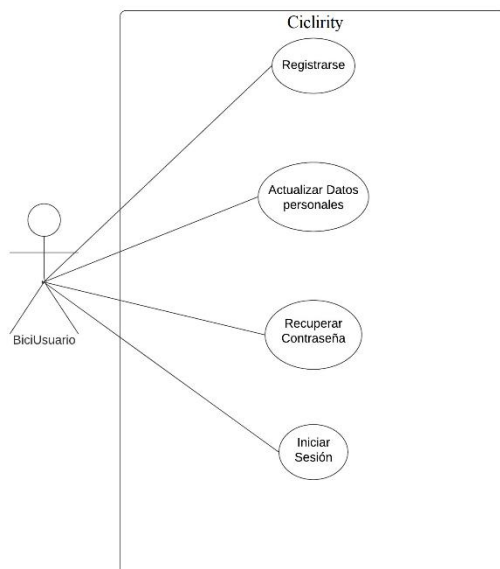 Ciclirity
Registrarse
Actualizar Datos
personales
BiciUsuario
Recuperar
Contraseña
Iniciar
Sesión